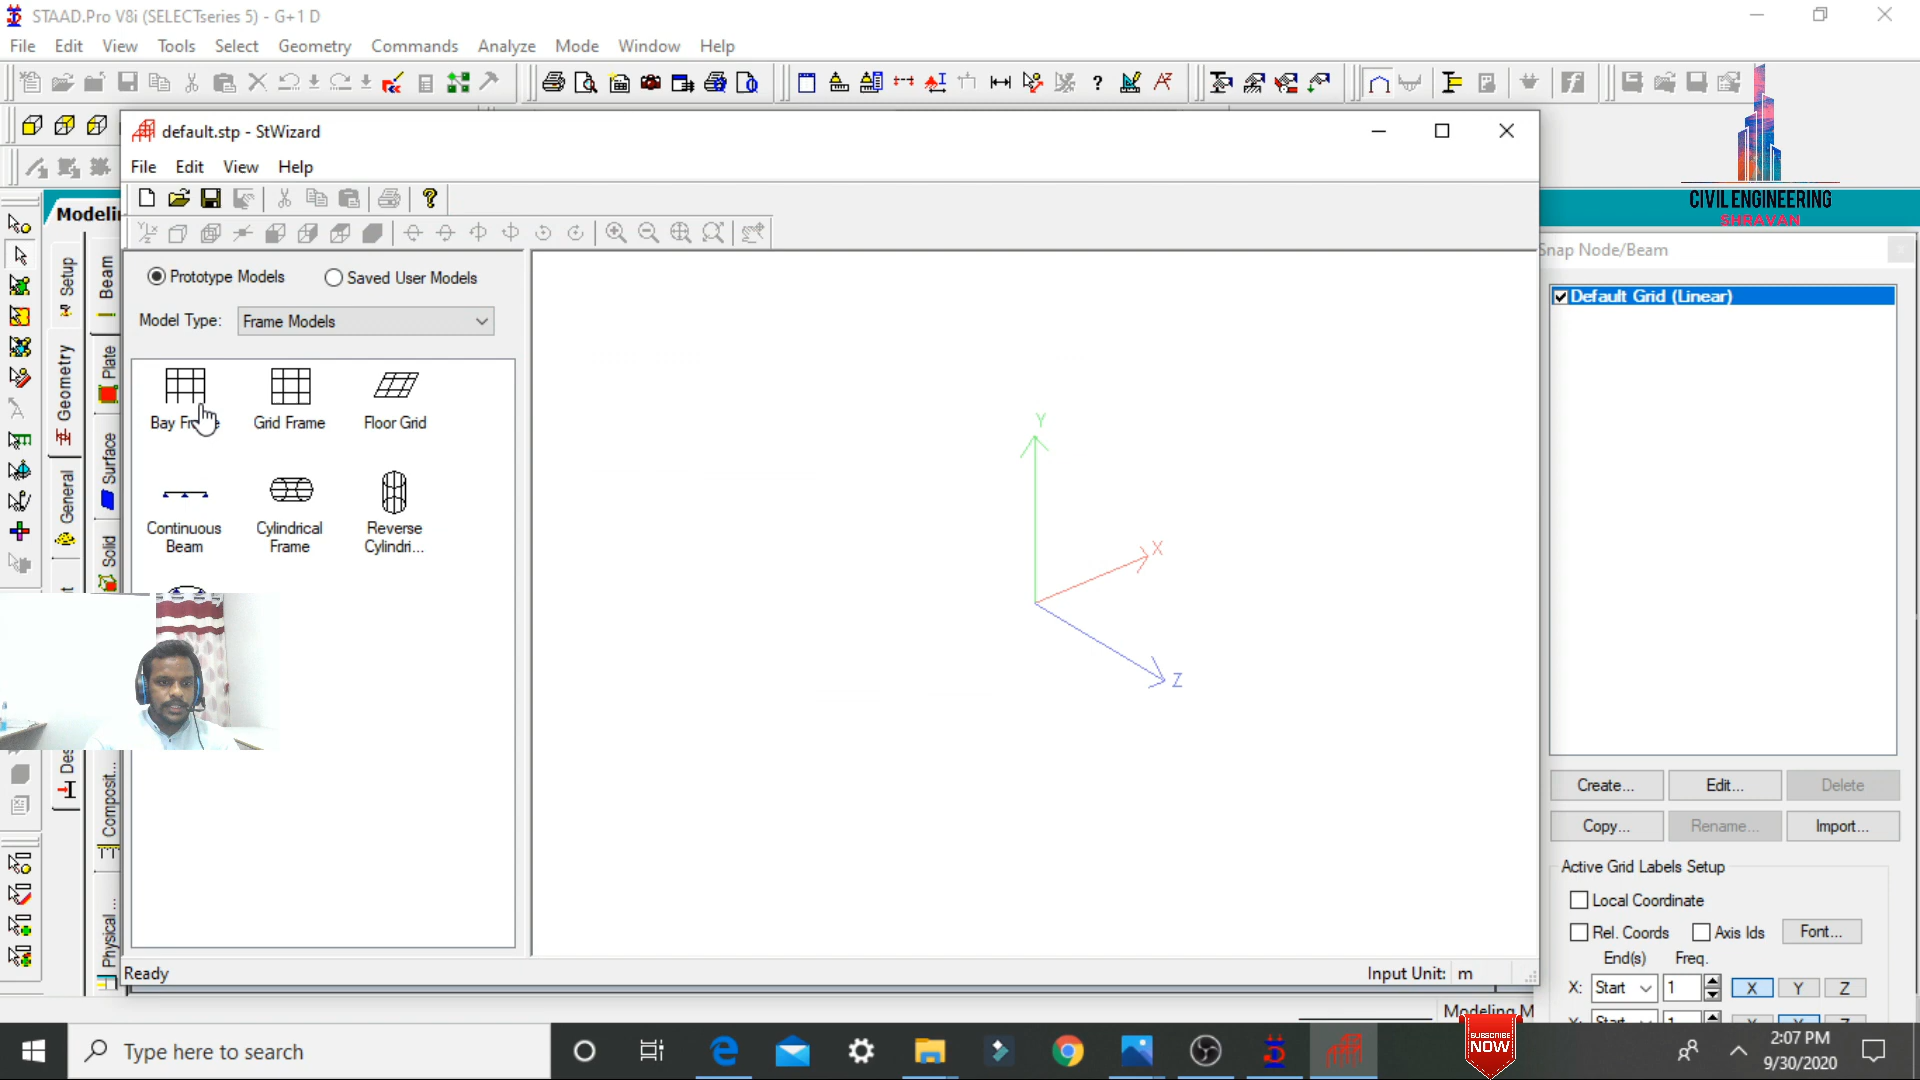 STAAD.Pro V8i (SELECTseries 5) - G+1 D
File Edit View Tools Select Geometry Commands Analyze Mode Window Help
default.stp - StWizard
File Edit View Help
CIVIL ENGINEERING
SHRAVAN
Modelin
Setup
Geometry
General
Beam
Plate
Surface
Solid
Composit...
Physical ...
Prototype Models
Saved User Models
Model Type: Frame Models
Grid Frame
Floor Grid
Continuous
Beam
Cylindrical
Frame
Reverse
Cylindri...
Y
X
Z
Ready
Input Unit: m
Snap Node/Beam
Default Grid (Linear)
Create... Edit... Delete
Copy... Rename... Import...
Active Grid Labels Setup
Local Coordinate
Rel. Coords Axis Ids Font...
End(s) Freq.
X: Start 1 X Y Z
Modeling M
Type here to search
SUBSCRIBE
NOW
2:07 PM
9/30/2020